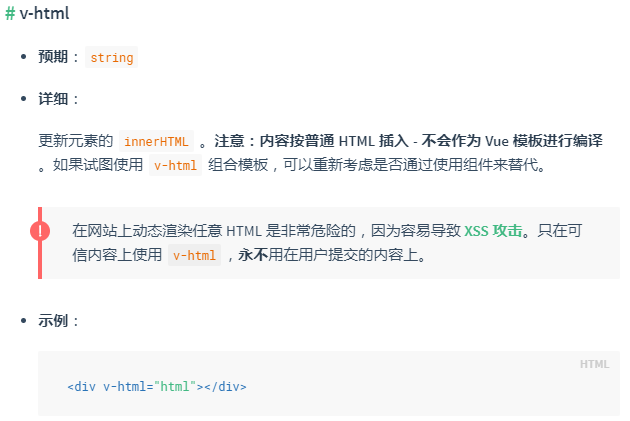 # v-html
预期：string
详细：
更新元素的 innerHTML 。注意：内容按普通 HTML 插入 - 不会作为 Vue 模板进行编译
。如果试图使用 v-html 组合模板，可以重新考虑是否通过使用组件来替代。
! 在网站上动态渲染任意 HTML 是非常危险的，因为容易导致 XSS 攻击。只在可
信内容上使用 v-html ，永不用在用户提交的内容上。
示例：
HTML
<div v-html="html"></div>